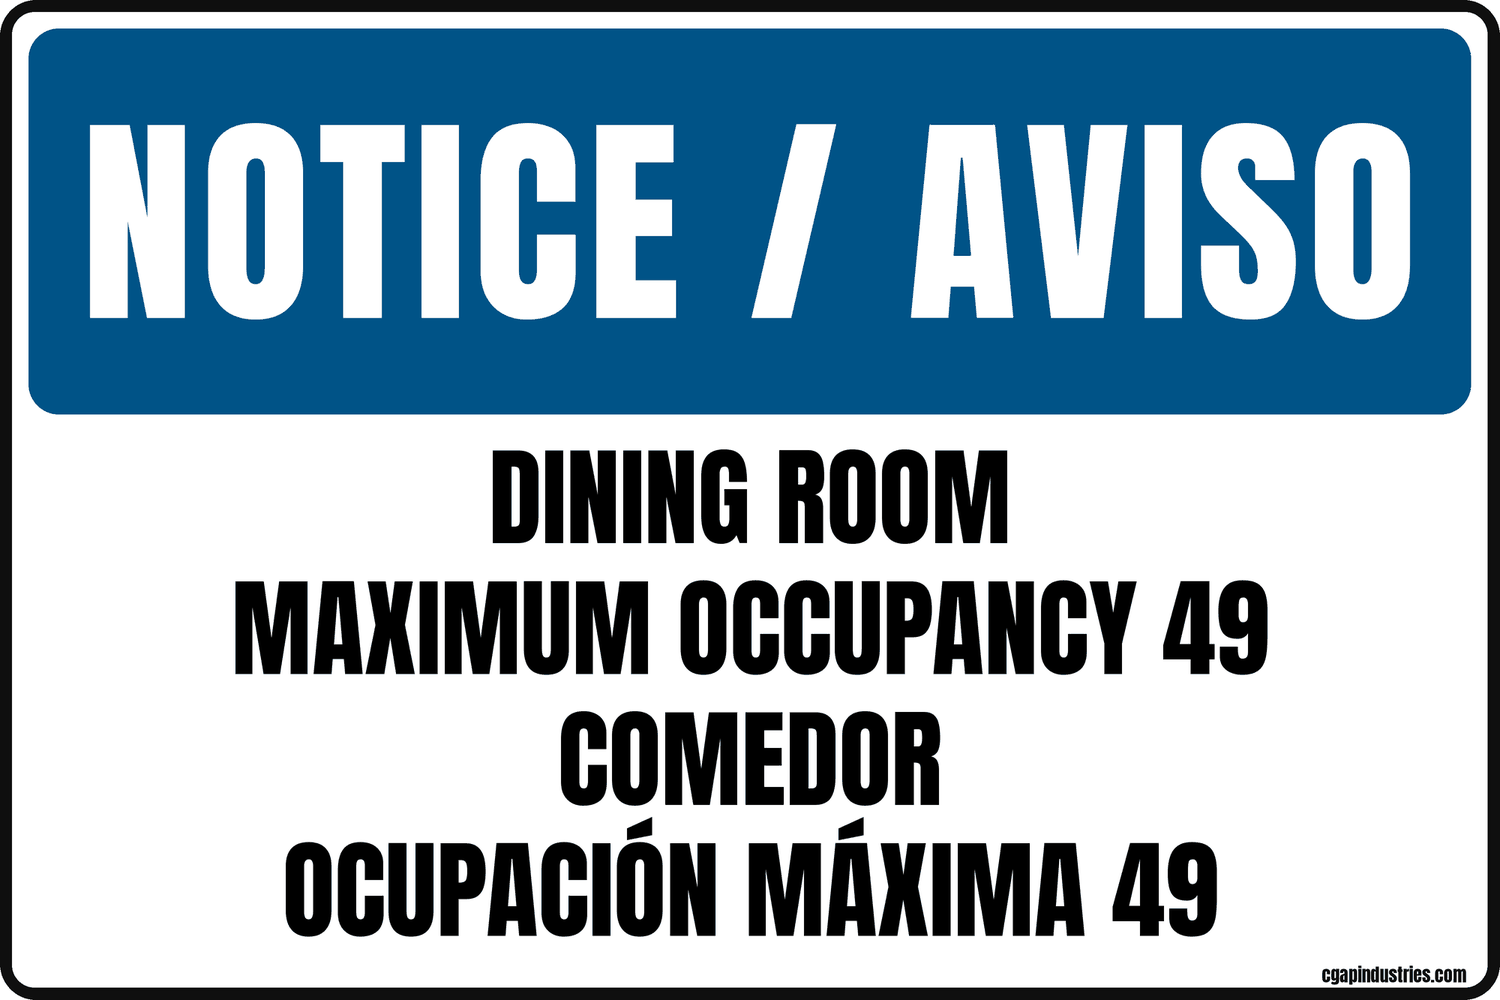 NOTICE / AVISO
DINING ROOM
MAXIMUM OCCUPANCY 49
COMEDOR
OCUPACIÓN MÁXIMA 49
cgapindustries.com